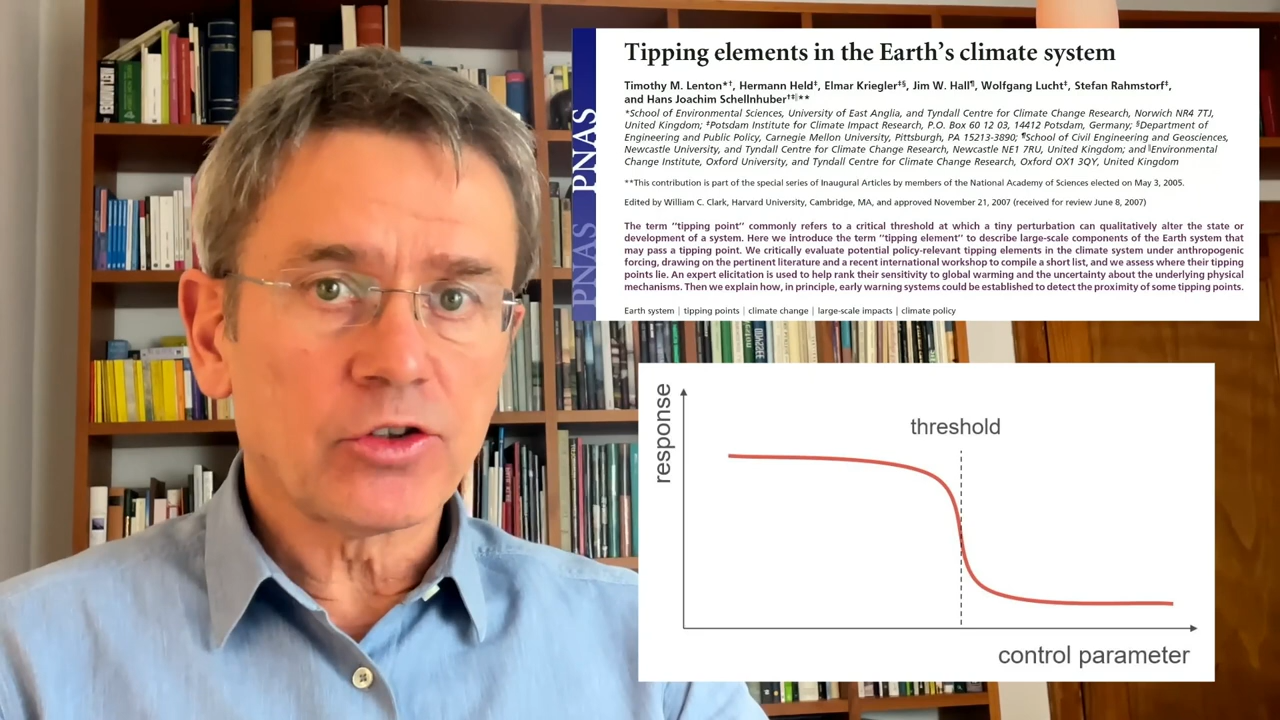 Tipping elements in the Earth's climate system
Timothy M. Lenton*†, Hermann Held‡, Elmar Kriegler‡§, Jim W. Hall¶, Wolfgang Lucht‡, Stefan Rahmstorf‡,
and Hans Joachim Schellnhuber†‡∥**
*School of Environmental Sciences, University of East Anglia, and Tyndall Centre for Climate Change Research, Norwich NR4 7TJ,
United Kingdom; ‡Potsdam Institute for Climate Impact Research, P.O. Box 60 12 03, 14412 Potsdam, Germany; §Department of
Engineering and Public Policy, Carnegie Mellon University, Pittsburgh, PA 15213-3890; ¶School of Civil Engineering and Geosciences,
Newcastle University, and Tyndall Centre for Climate Change Research, Newcastle NE1 7RU, United Kingdom; and ∥Environmental
Change Institute, Oxford University, and Tyndall Centre for Climate Change Research, Oxford OX1 3QY, United Kingdom
**This contribution is part of the special series of Inaugural Articles by members of the National Academy of Sciences elected on May 3, 2005.
Edited by William C. Clark, Harvard University, Cambridge, MA, and approved November 21, 2007 (received for review June 8, 2007)
The term ‘‘tipping point’’ commonly refers to a critical threshold at which a tiny perturbation can qualitatively alter the state or
development of a system. Here we introduce the term ‘‘tipping element’’ to describe large-scale components of the Earth system that
may pass a tipping point. We critically evaluate potential policy-relevant tipping elements in the climate system under anthropogenic
forcing, drawing on the pertinent literature and a recent international workshop to compile a short list, and we assess where their tipping
points lie. An expert elicitation is used to help rank their sensitivity to global warming and the uncertainty about the underlying physical
mechanisms. Then we explain how, in principle, early warning systems could be established to detect the proximity of some tipping points.
Earth system | tipping points | climate change | large-scale impacts | climate policy
PNAS
PNAS
response
threshold
control parameter